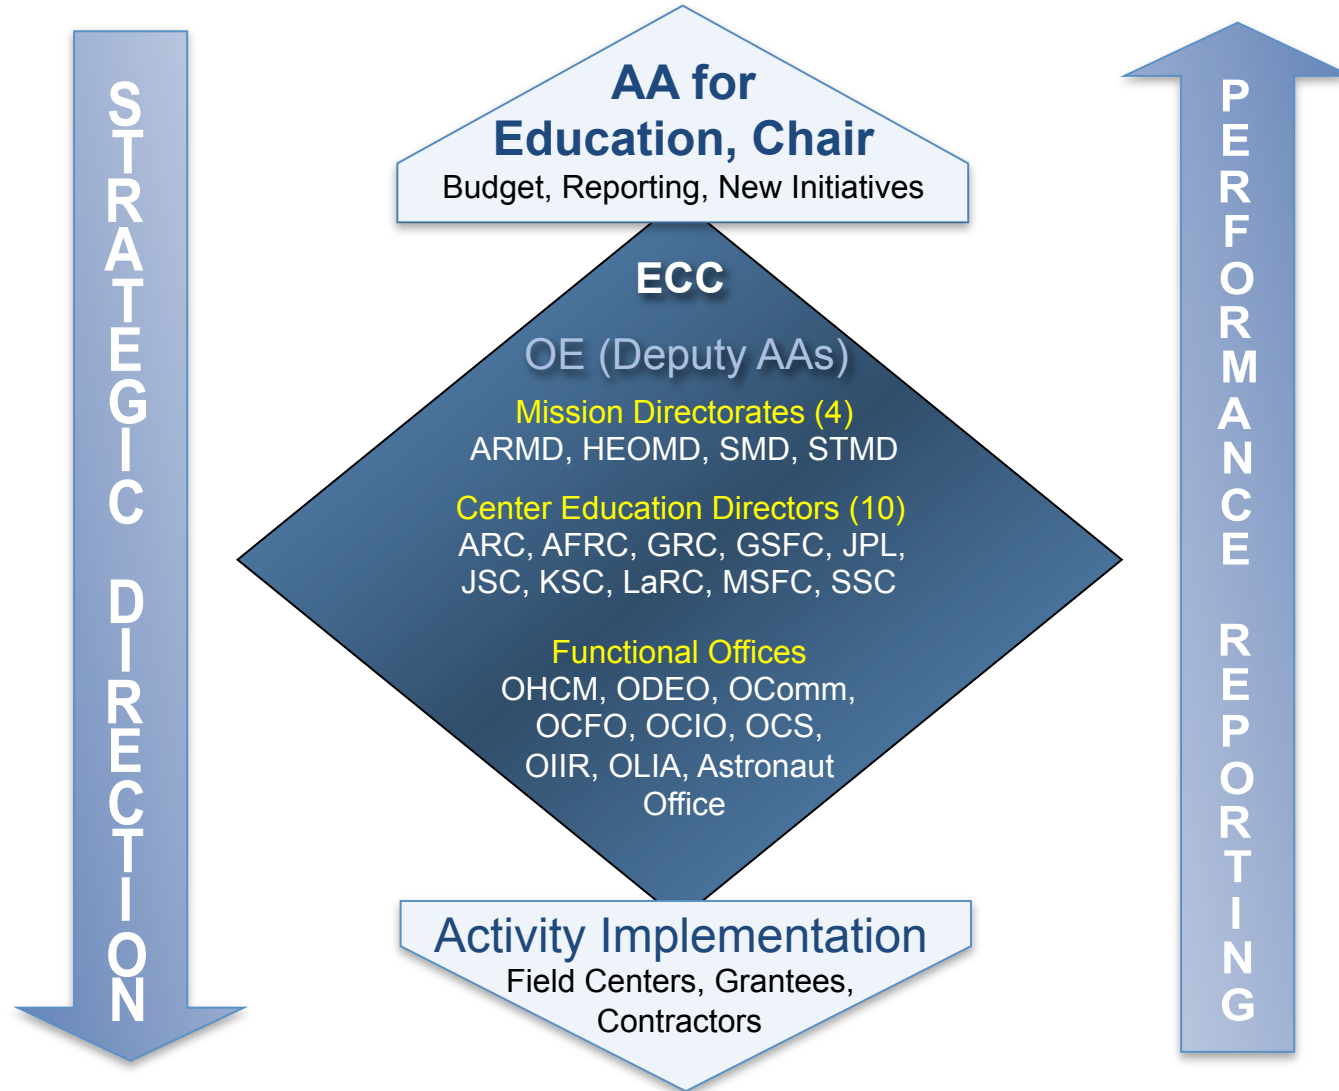 STRATEGIC DIRECTION
AA for
Education, Chair
Budget, Reporting, New Initiatives
ECC
OE (Deputy AAs)
Mission Directorates (4)
ARMD, HEOMD, SMD, STMD
Center Education Directors (10)
ARC, AFRC, GRC, GSFC, JPL,
JSC, KSC, LaRC, MSFC, SSC
Functional Offices
OHCM, ODEO, OComm,
OCFO, OCIO, OCS,
OIIR, OLIA, Astronaut
Office
Activity Implementation
Field Centers, Grantees,
Contractors
PERFORMANCE REPORTING